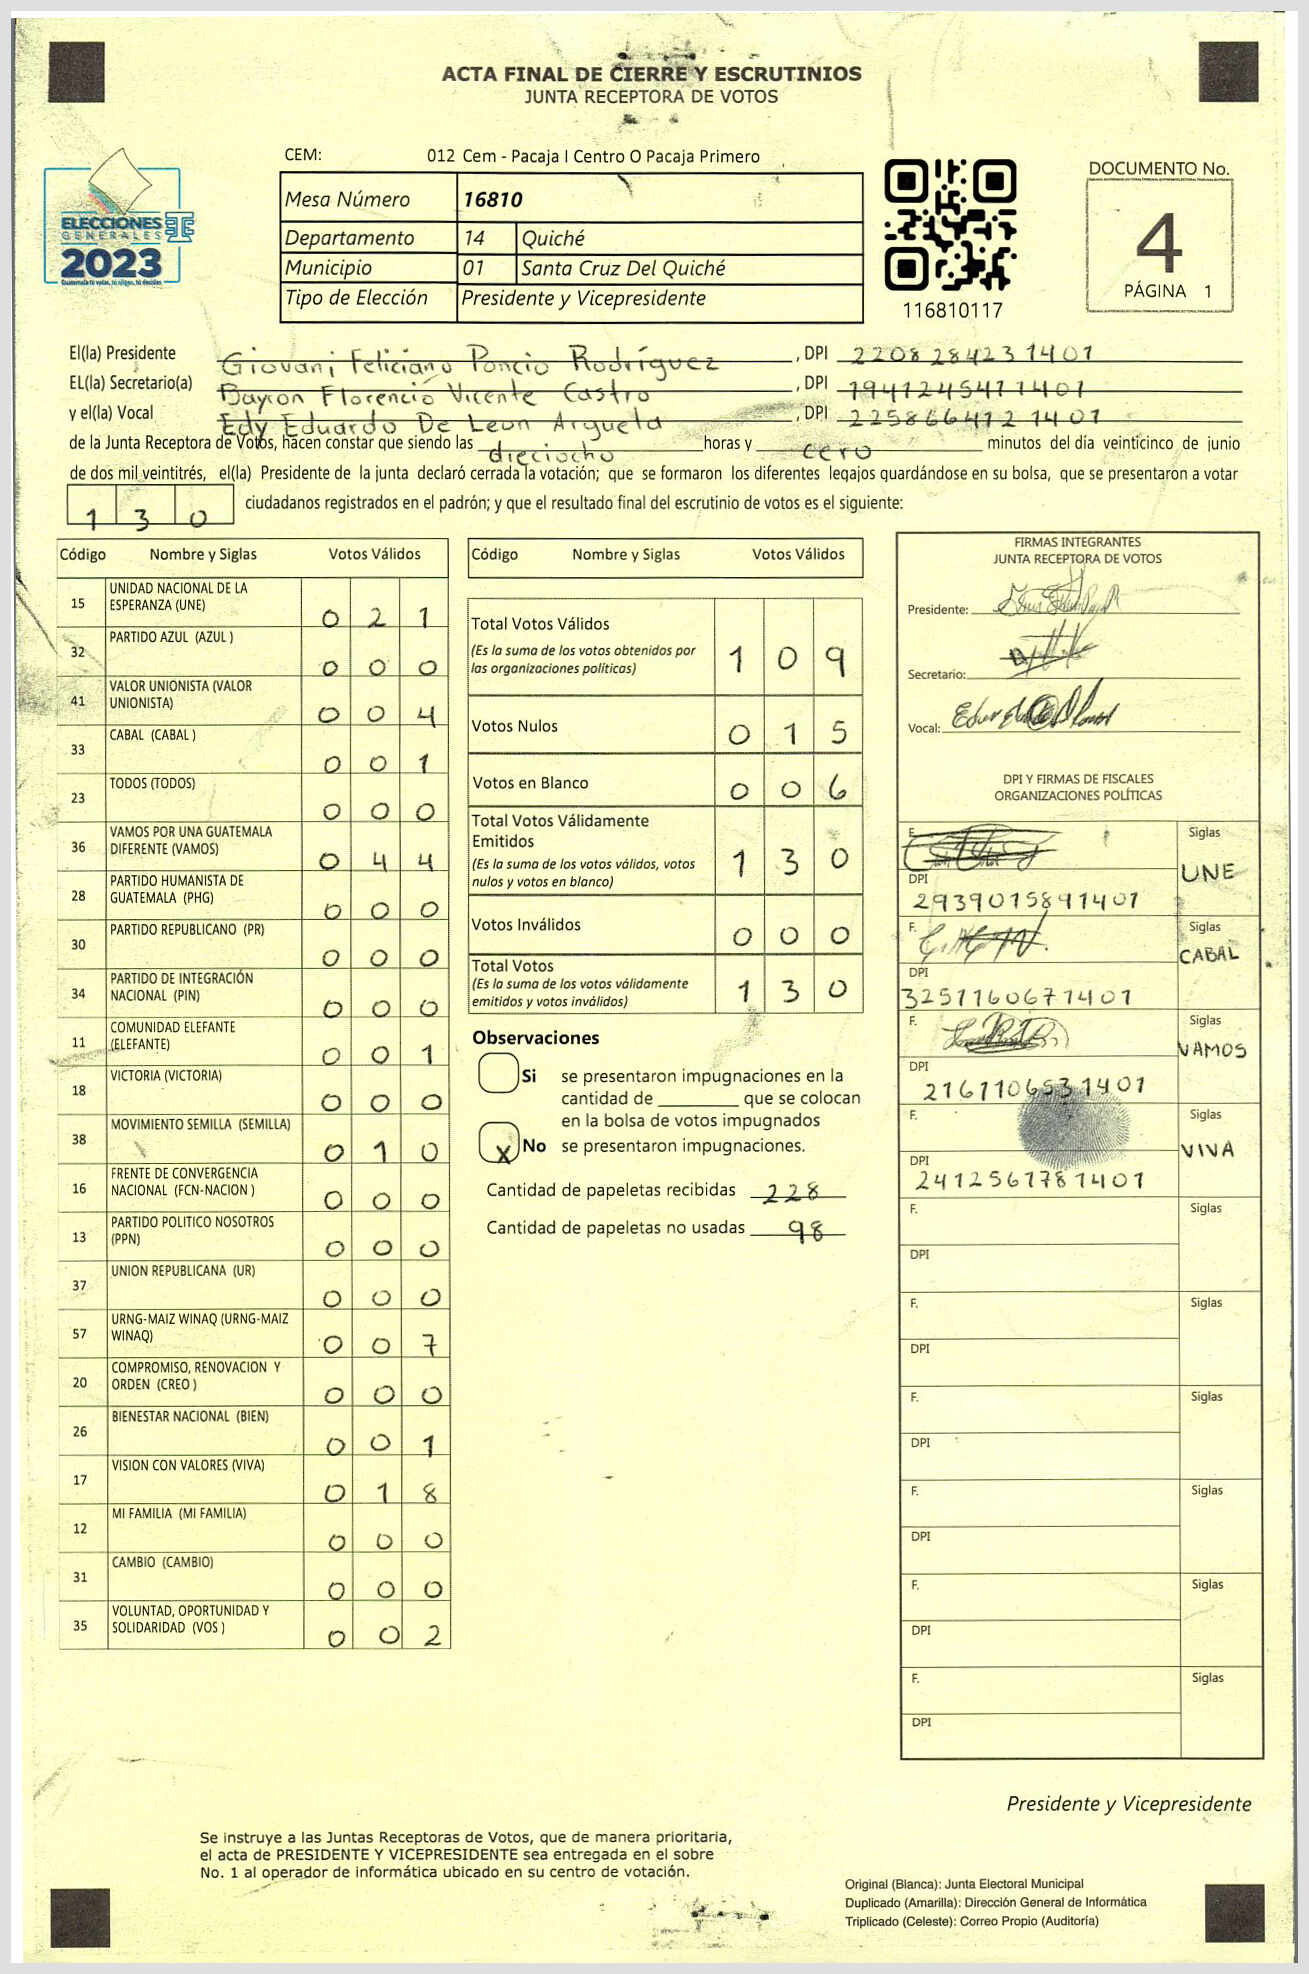 ACTA FINAL DE CIERRE Y ESCRUTINIOS
JUNTA RECEPTORA DE VOTOS
CEM: 012 Cem - Pacaja I Centro O Pacaja Primero
ELECCIONES
GENERALES
2023
Guatemala tu votas, tu eliges, tú decides
Mesa Número 16810
Departamento 14 Quiché
Municipio 01 Santa Cruz Del Quiché
Tipo de Elección Presidente y Vicepresidente
116810117
DOCUMENTO No.
4
PÁGINA 1
El(la) Presidente Giovani Feliciano Poncio Rodríguez, DPI 2208284231401
EL(la) Secretario(a) Bayron Florencio Vicente Castro, DPI 1941245411401
y el(la) Vocal Edy Eduardo De Leon Argueta, DPI 2258664121401
de la Junta Receptora de Votos, hacen constar que siendo las dieciocho horas y cero minutos del día veinticinco de junio
de dos mil veintitrés, el(la) Presidente de la junta declaró cerrada la votación; que se formaron los diferentes legajos quardándose en su bolsa, que se presentaron a votar
130 ciudadanos registrados en el padrón; y que el resultado final del escrutinio de votos es el siguiente:
Código Nombre y Siglas Votos Válidos
15 UNIDAD NACIONAL DE LA ESPERANZA (UNE) 0 2 1
32 PARTIDO AZUL (AZUL ) 0 0 0
41 VALOR UNIONISTA (VALOR UNIONISTA) 0 0 4
33 CABAL (CABAL ) 0 0 1
23 TODOS (TODOS) 0 0 0
36 VAMOS POR UNA GUATEMALA DIFERENTE (VAMOS) 0 4 4
28 PARTIDO HUMANISTA DE GUATEMALA (PHG) 0 0 0
30 PARTIDO REPUBLICANO (PR) 0 0 0
34 PARTIDO DE INTEGRACIÓN NACIONAL (PIN) 0 0 0
11 COMUNIDAD ELEFANTE (ELEFANTE) 0 0 1
18 VICTORIA (VICTORIA) 0 0 0
38 MOVIMIENTO SEMILLA (SEMILLA) 0 1 0
16 FRENTE DE CONVERGENCIA NACIONAL (FCN-NACION ) 0 0 0
13 PARTIDO POLITICO NOSOTROS (PPN) 0 0 0
37 UNION REPUBLICANA (UR) 0 0 0
57 URNG-MAIZ WINAQ (URNG-MAIZ WINAQ) 0 0 7
20 COMPROMISO, RENOVACION Y ORDEN (CREO ) 0 0 0
26 BIENESTAR NACIONAL (BIEN) 0 0 1
17 VISION CON VALORES (VIVA) 0 1 8
12 MI FAMILIA (MI FAMILIA) 0 0 0
31 CAMBIO (CAMBIO) 0 0 0
35 VOLUNTAD, OPORTUNIDAD Y SOLIDARIDAD (VOS ) 0 0 2
Código Nombre y Siglas Votos Válidos
Total Votos Válidos 1 0 9
(Es la suma de los votos obtenidos por
las organizaciones políticas)
Votos Nulos 0 1 5
Votos en Blanco 0 0 6
Total Votos Válidamente
Emitidos 1 3 0
(Es la suma de los votos válidos, votos
nulos y votos en blanco)
Votos Inválidos 0 0 0
Total Votos 1 3 0
(Es la suma de los votos válidamente
emitidos y votos inválidos)
Observaciones
Si se presentaron impugnaciones en la
cantidad de ________ que se colocan
en la bolsa de votos impugnados
X No se presentaron impugnaciones.
Cantidad de papeletas recibidas 228
Cantidad de papeletas no usadas 98
FIRMAS INTEGRANTES
JUNTA RECEPTORA DE VOTOS
Presidente:
Secretario:
Vocal:
DPI Y FIRMAS DE FISCALES
ORGANIZACIONES POLÍTICAS
F. Siglas
UNE
DPI
2939015891401
F. Siglas
CABAL
DPI
3251160671401
F. Siglas
VAMOS
DPI
2161106531401
F. Siglas
VIVA
DPI
2412561781401
F. Siglas
DPI
F. Siglas
DPI
F. Siglas
DPI
F. Siglas
DPI
F. Siglas
DPI
F. Siglas
DPI
Presidente y Vicepresidente
Se instruye a las Juntas Receptoras de Votos, que de manera prioritaria,
el acta de PRESIDENTE Y VICEPRESIDENTE sea entregada en el sobre
No. 1 al operador de informática ubicado en su centro de votación.
Original (Blanca): Junta Electoral Municipal
Duplicado (Amarilla): Dirección General de Informática
Triplicado (Celeste): Correo Propio (Auditoría)